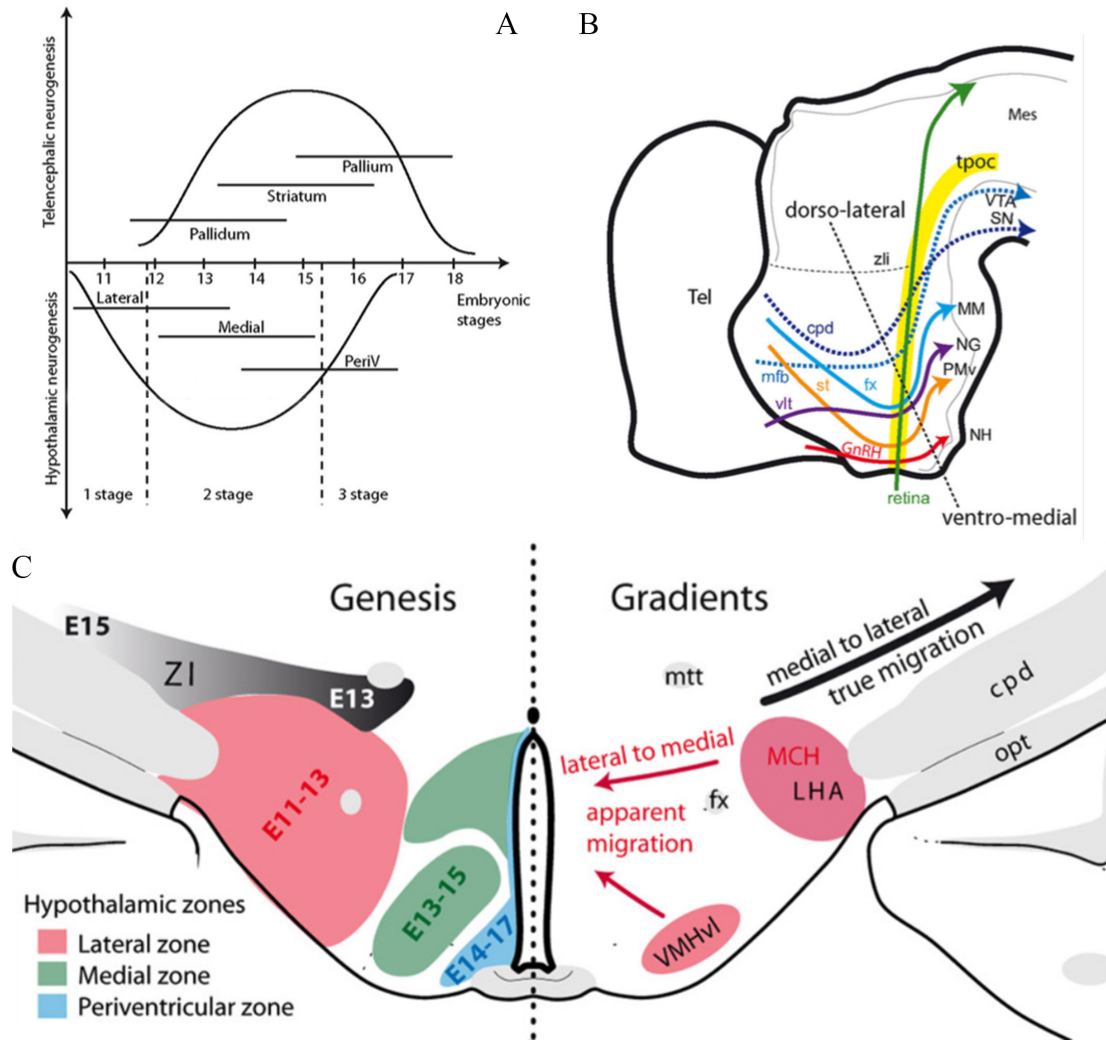 A
B
Telencephalic neurogenesis
Hypothalamic neurogenesis
Pallium
Striatum
Pallidum
11
12
13
14
15
16
17
18
Embryonic
stages
Lateral
Medial
PeriV
1 stage
2 stage
3 stage
Mes
tpoc
VTA
SN
dorso-lateral
zli
Tel
cpd
MM
NG
PMv
mfb
st
fx
vlt
NH
GnRH
retina
ventro-medial
C
Genesis
Gradients
E15
ZI
E13
mtt
medial to lateral
true migration
cpd
opt
lateral to medial
MCH
LHA
fx
apparent
migration
E11-13
E13-15
E14-17
VMHvl
Hypothalamic zones
Lateral zone
Medial zone
Periventricular zone